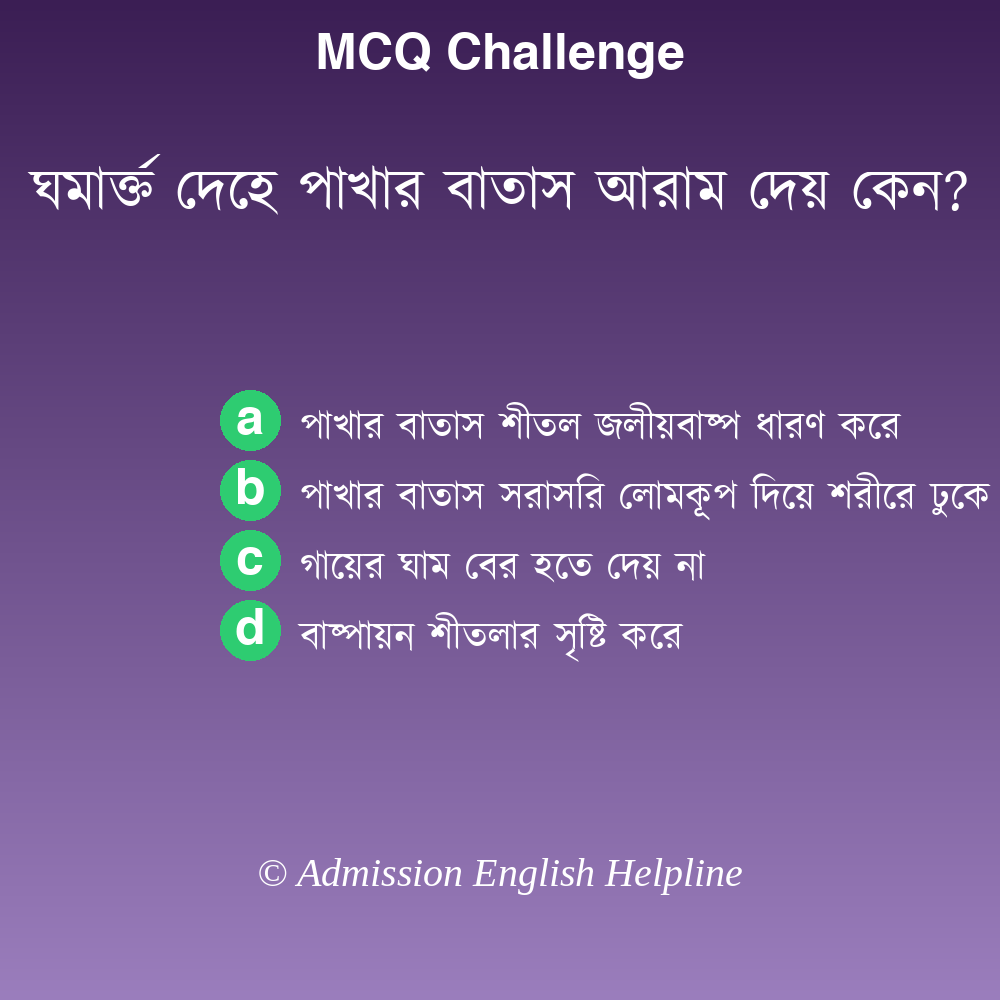 MCQ Challenge
ঘমার্ক্ত দেহে পাখার বাতাস আরাম দেয় কেন?
a পাখার বাতাস শীতল জলীয়বাষ্প ধারণ করে
b পাখার বাতাস সরাসরি লোমকূপ দিয়ে শরীরে ঢুকে
c গায়ের ঘাম বের হতে দেয় না
d বাষ্পায়ন শীতলার সৃষ্টি করে
© Admission English Helpline